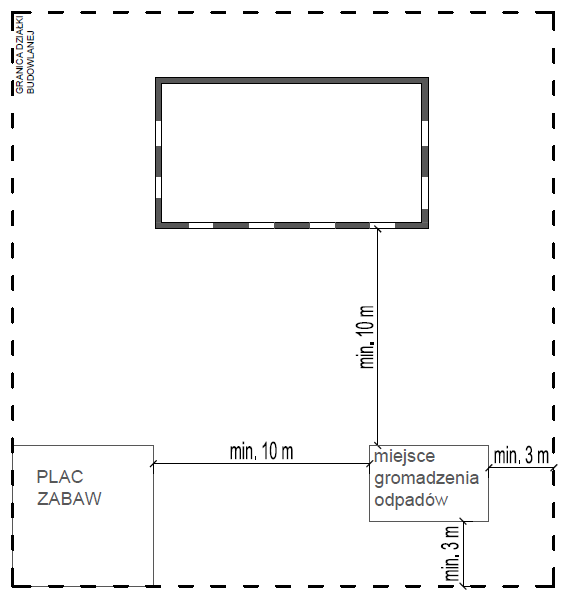 GRANICA DZIAŁKI
BUDOWLANEJ
min. 10 m
PLAC
ZABAW
min. 10 m
miejsce
gromadzenia
odpadów
min. 3 m
min. 3 m